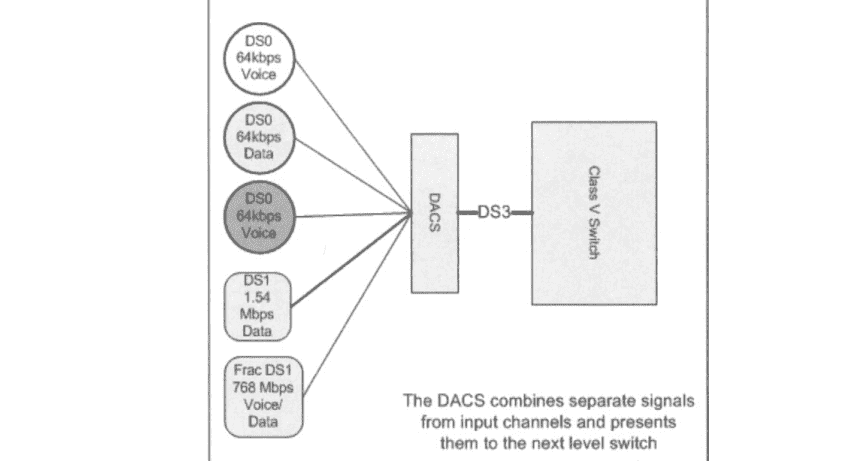 DS0
64kbps
Voice
DS0
64kbps
Data
DS0
64kbps
Voice
DS1
1.54
Mbps
Data
Frac DS1
768 Mbps
Voice/
Data
DACS
DS3
Class V Switch
The DACS combines separate signals
from input channels and presents
them to the next level switch